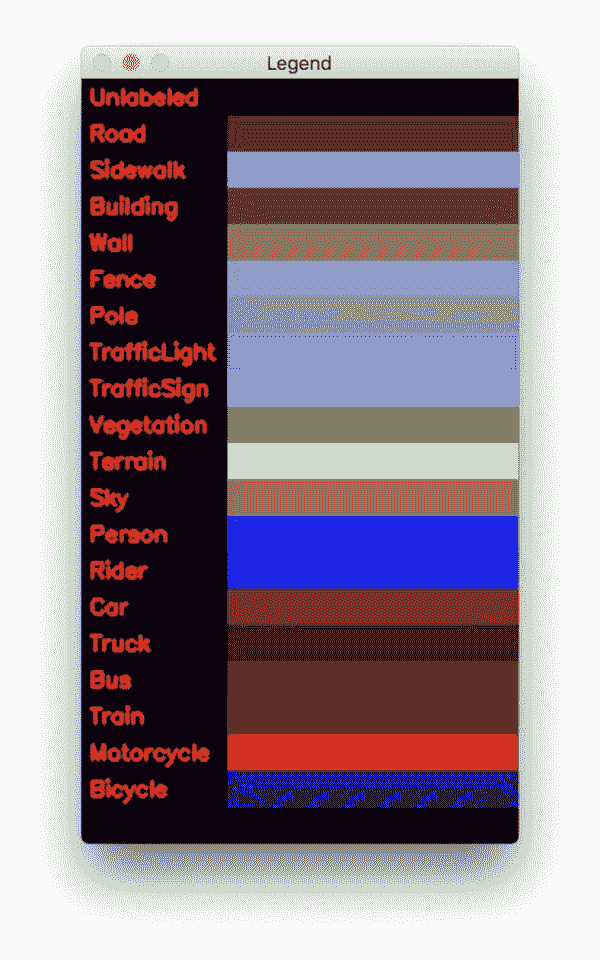 Legend
Unlabeled
Road
Sidewalk
Building
Wall
Fence
Pole
TrafficLight
TrafficSign
Vegetation
Terrain
Sky
Person
Rider
Car
Truck
Bus
Train
Motorcycle
Bicycle